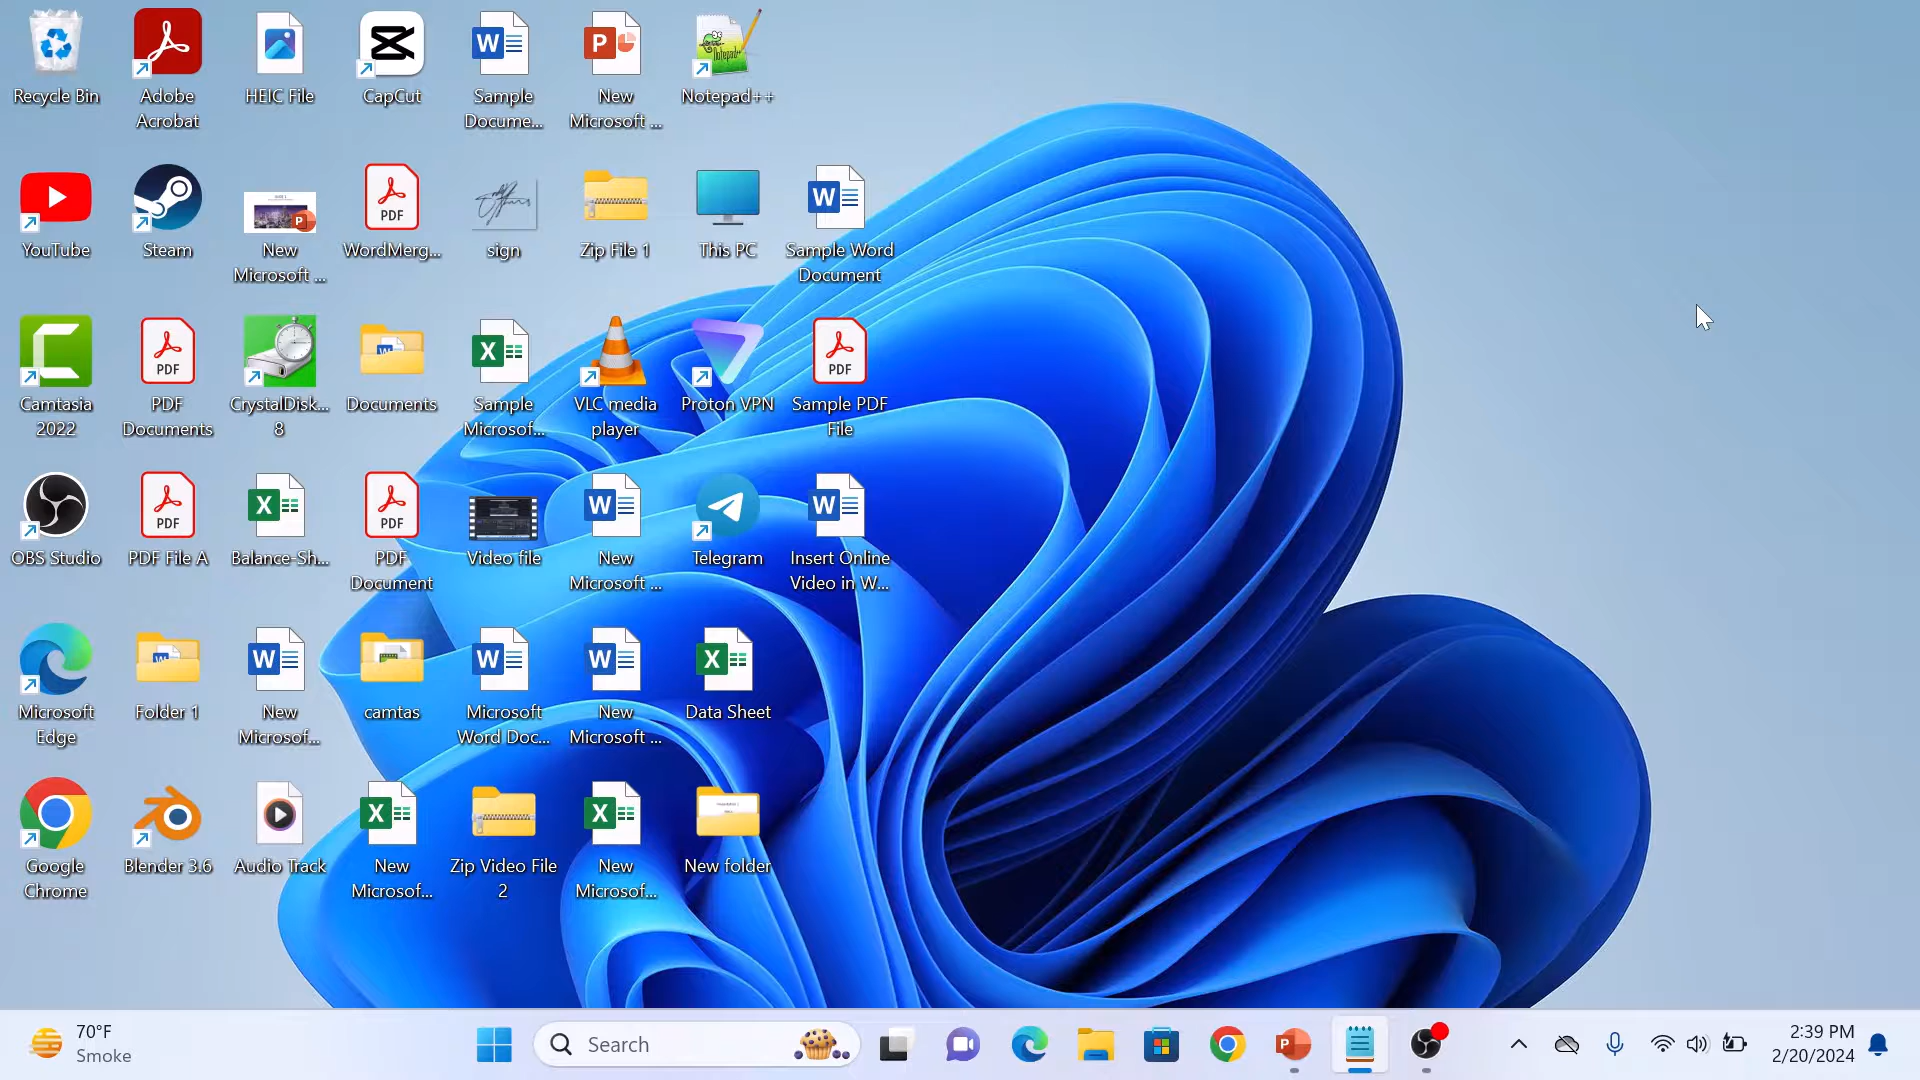 Recycle Bin
Adobe
Acrobat
HEIC File
CapCut
Sample
Docume...
New
Microsoft ...
Notepad++
YouTube
Steam
New
Microsoft ...
WordMerg...
sign
Zip File 1
This PC
Sample Word
Document
Camtasia
2022
PDF
PDF
Documents
CrystalDisk...
8
Documents
Sample
Microsof...
VLC media
player
Proton VPN
PDF
Sample PDF
File
OBS Studio
PDF
PDF File A
Balance-Sh...
PDF
PDF
Document
Video file
New
Microsoft ...
Telegram
Insert Online
Video in W...
Microsoft
Edge
Folder 1
New
Microsof...
camtas
Microsoft
Word Doc...
New
Microsoft ...
Data Sheet
Google
Chrome
Blender 3.6
Audio Track
New
Microsof...
Zip Video File
2
New
Microsof...
New folder
70°F
Smoke
Search
2:39 PM
2/20/2024